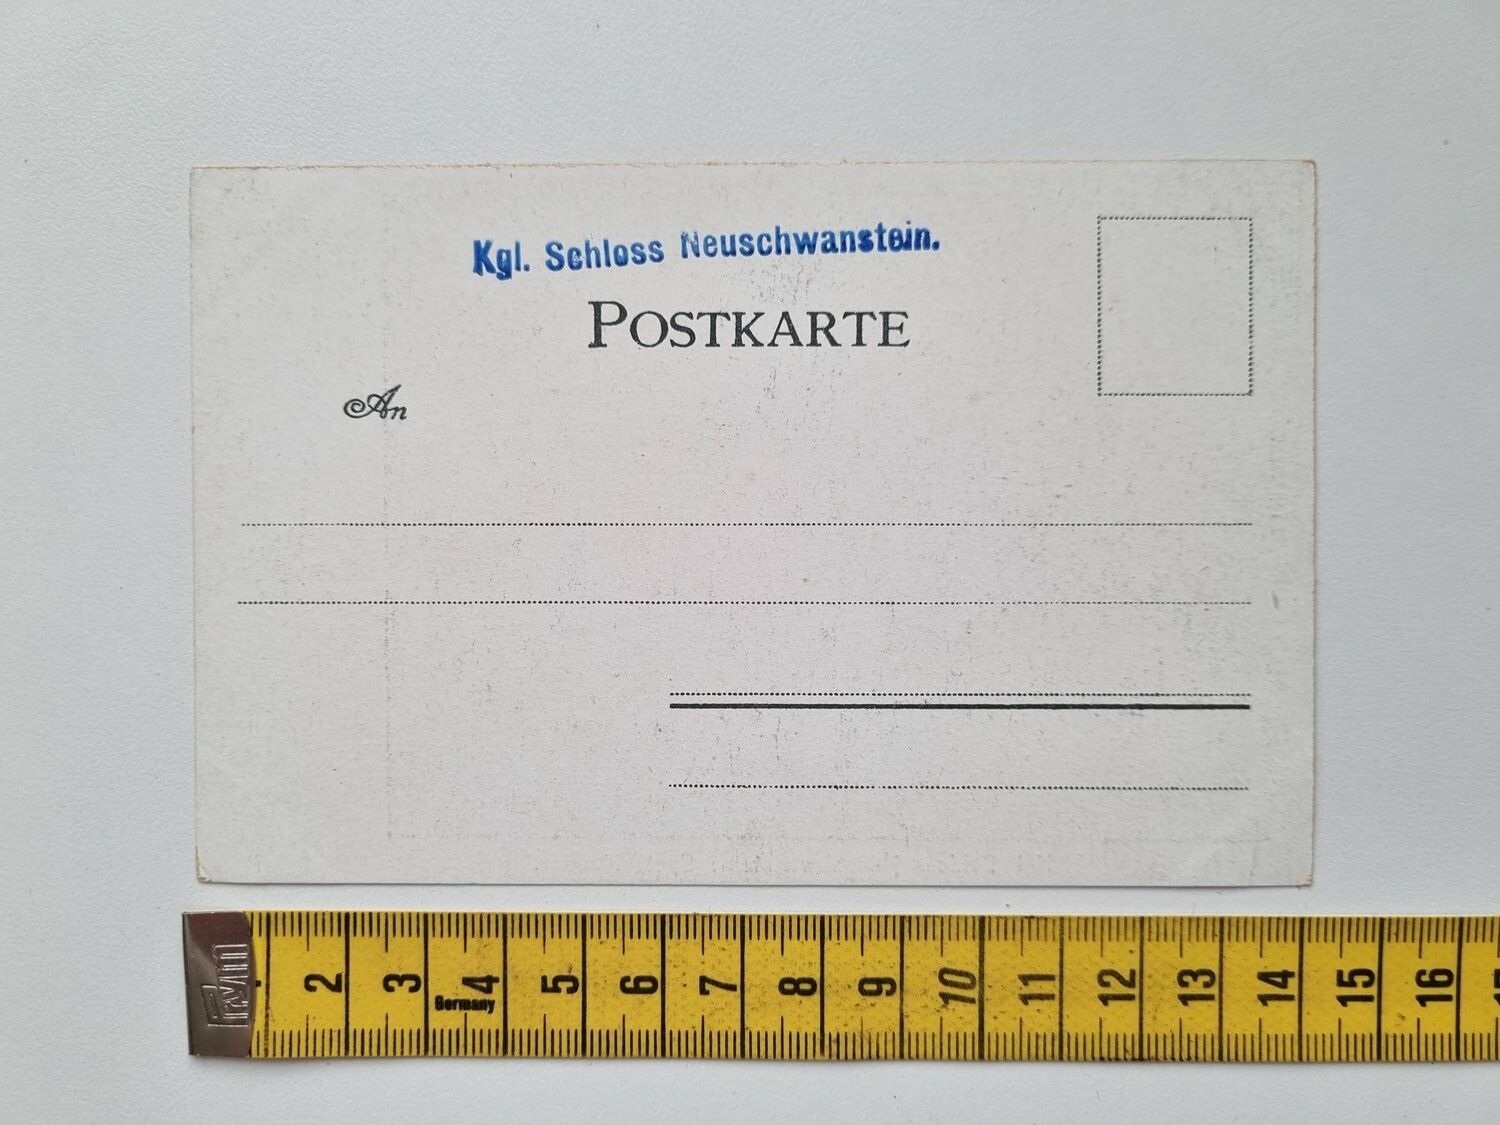 Kgl. Schloss Neuschwanstein.
POSTKARTE
An
Prym
2 3 4 5 6 7 8 9 10 11 12 13 14 15 16 17
Germany